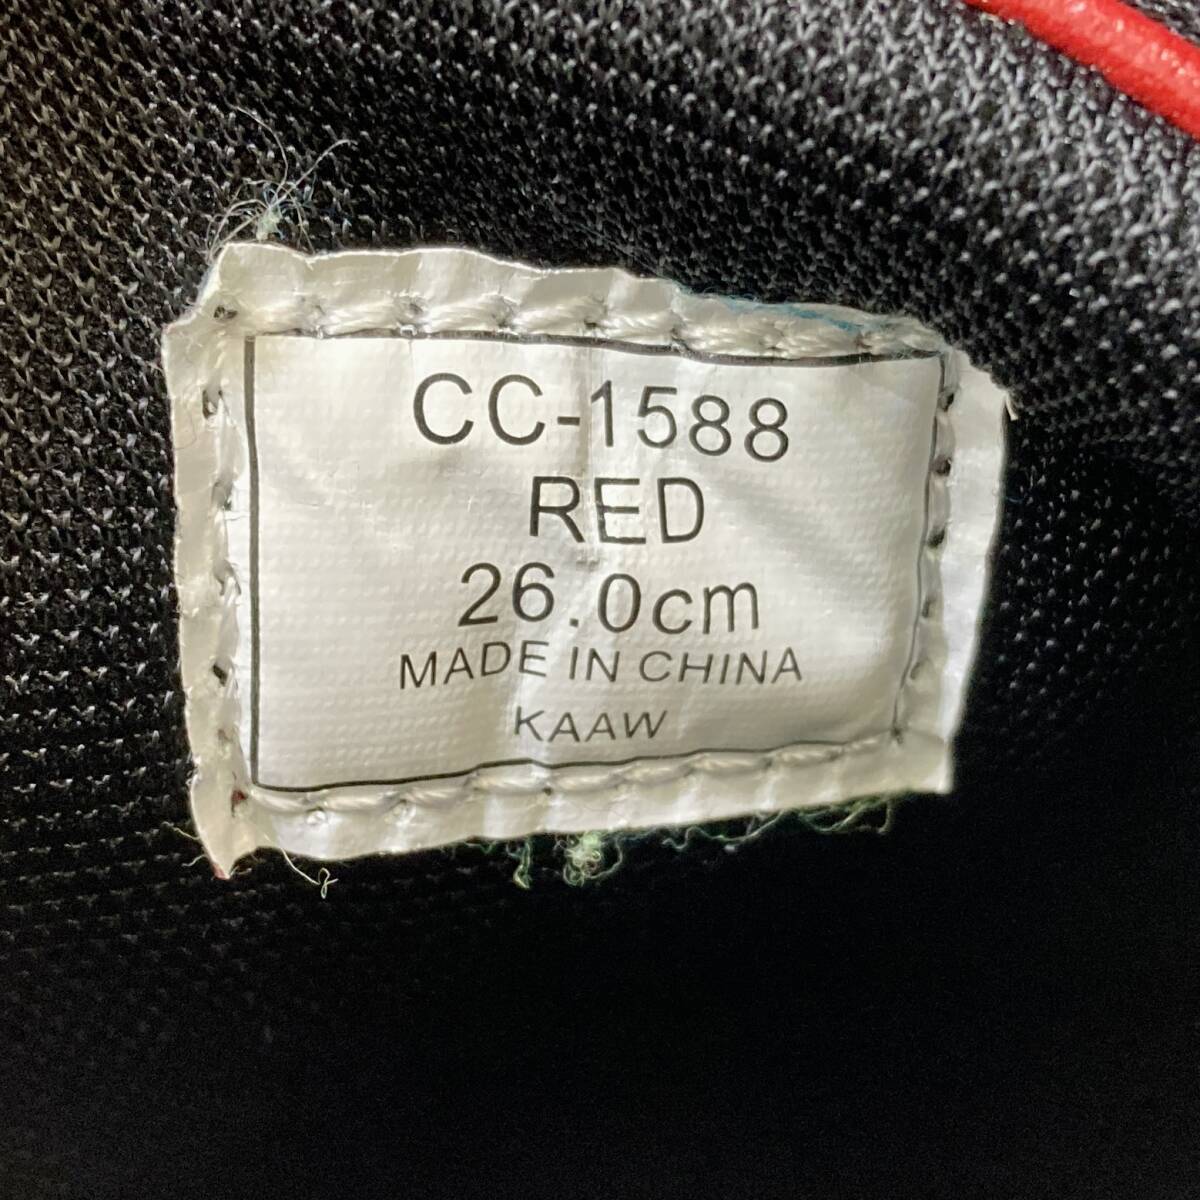 CC-1588
RED
26.0cm
MADE IN CHINA
KAAW